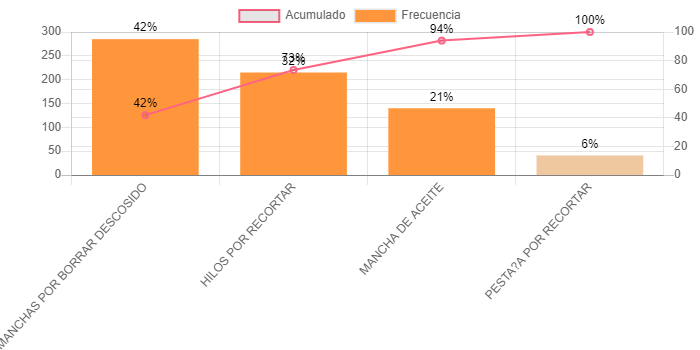 Acumulado Frecuencia
300 42% 73% 32% 94% 100% 100
250 80
200 21% 60
150 42% 40
100 6% 20
50
0 0
MANCHAS POR BORRAR DESCOSIDO
HILOS POR RECORTAR
MANCHA DE ACEITE
PESTA?A POR RECORTAR